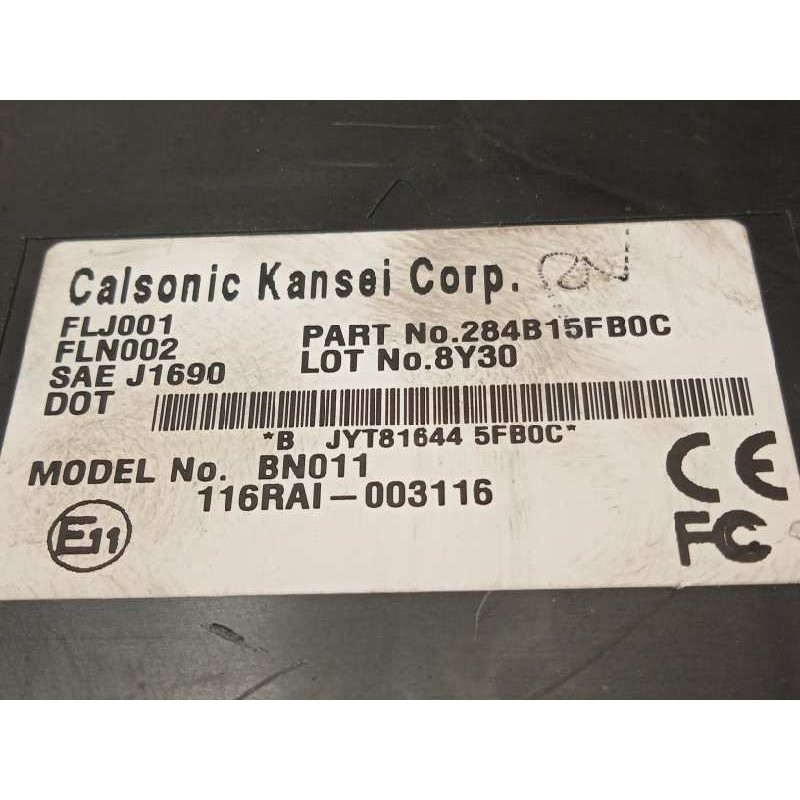 Calsonic Kansei Corp.
FLJ001
FLN002
SAE J1690
DOT
PART No.284B15FB0C
LOT No.8Y30
*B JYT81644 5FB0C*
MODEL No. BN011
116RAI-003116
E11
CE
FC